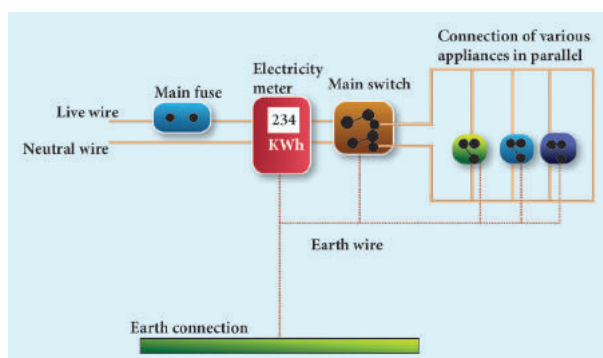 Connection of various
appliances in parallel
Electricity
meter
Main switch
Main fuse
Live wire
234
KWh
Neutral wire
Earth wire
Earth connection